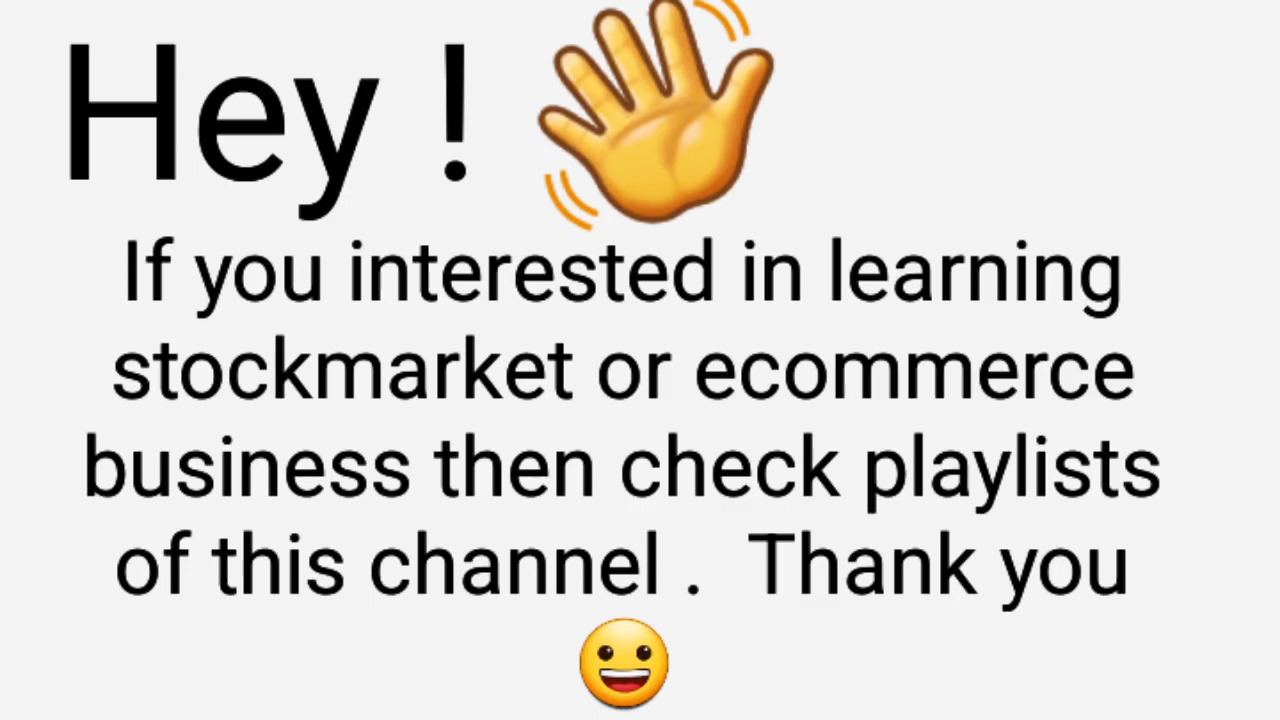 Hey ! 👋
If you interested in learning
stockmarket or ecommerce
business then check playlists
of this channel .  Thank you
😀